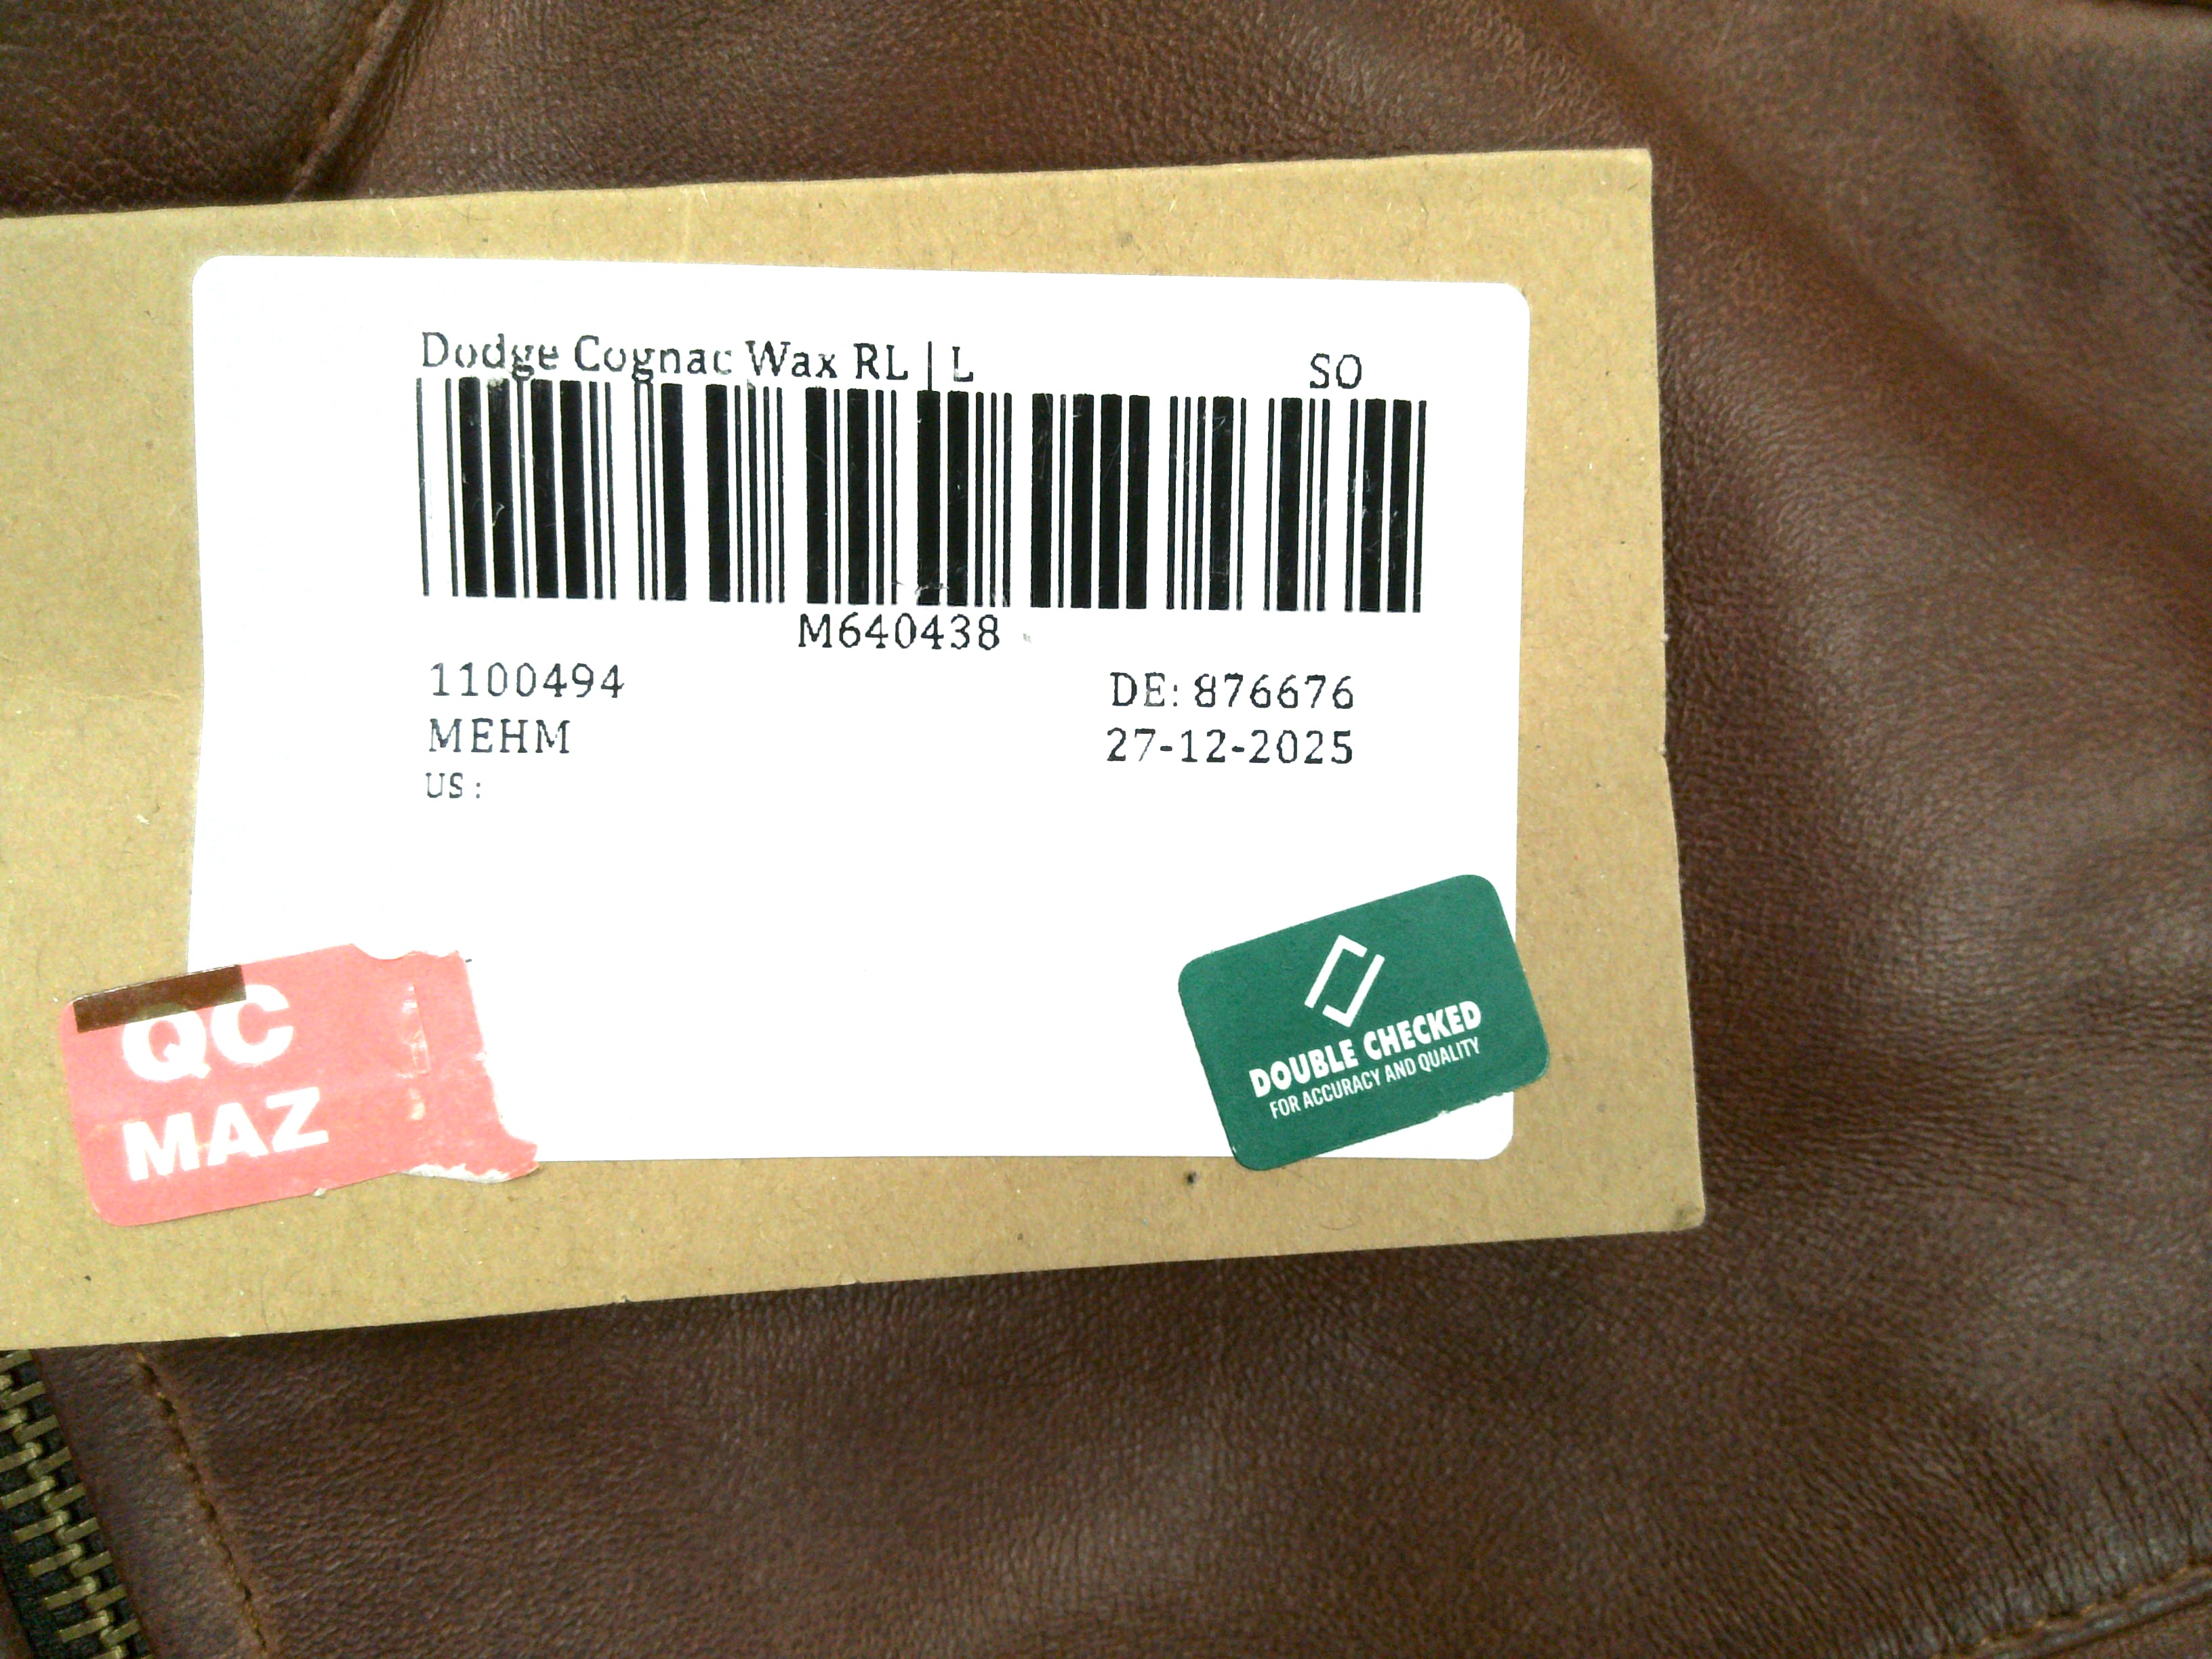 Dodge Cognac Wax RL | L SO
M640438
1100494 DE: 876676
MEHM 27-12-2025
US :
QC
MAZ
DOUBLE CHECKED
FOR ACCURACY AND QUALITY